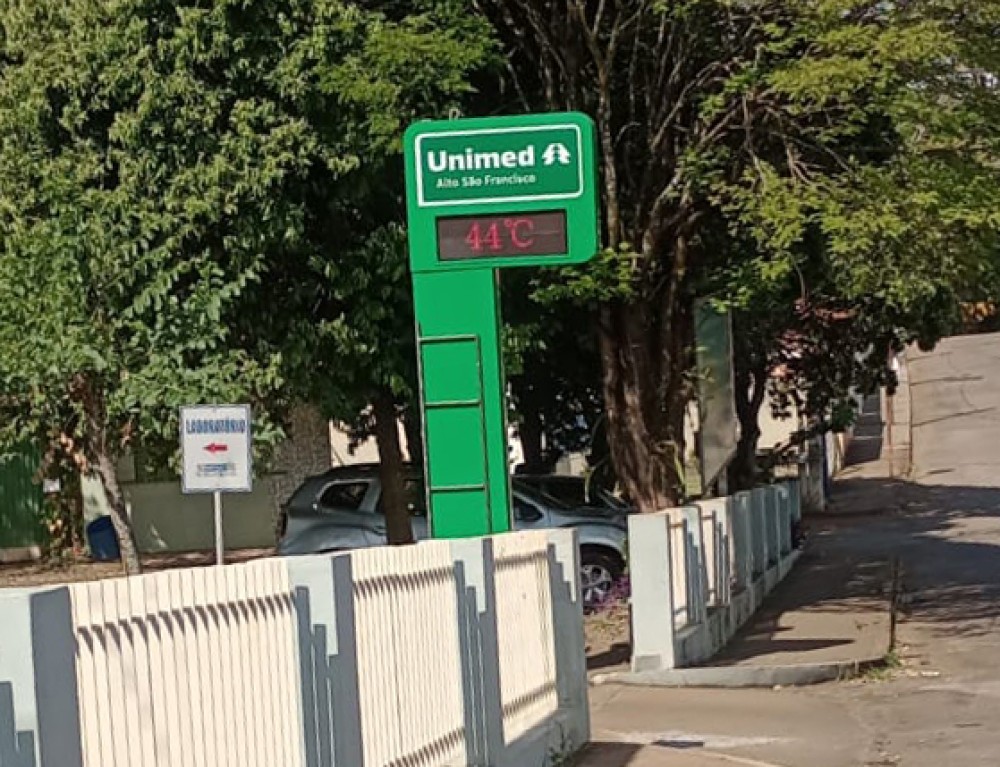 Unimed
Alto São Francisco
44°C
LABORATÓRIO